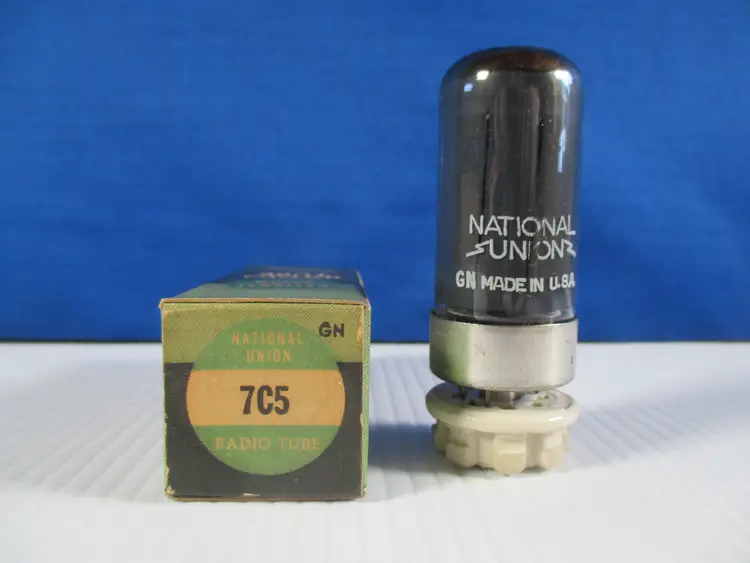 NATIONAL
UNION
GN
7C5
RADIO TUBE
NATIONAL
UNION
GN MADE IN U.S.A.